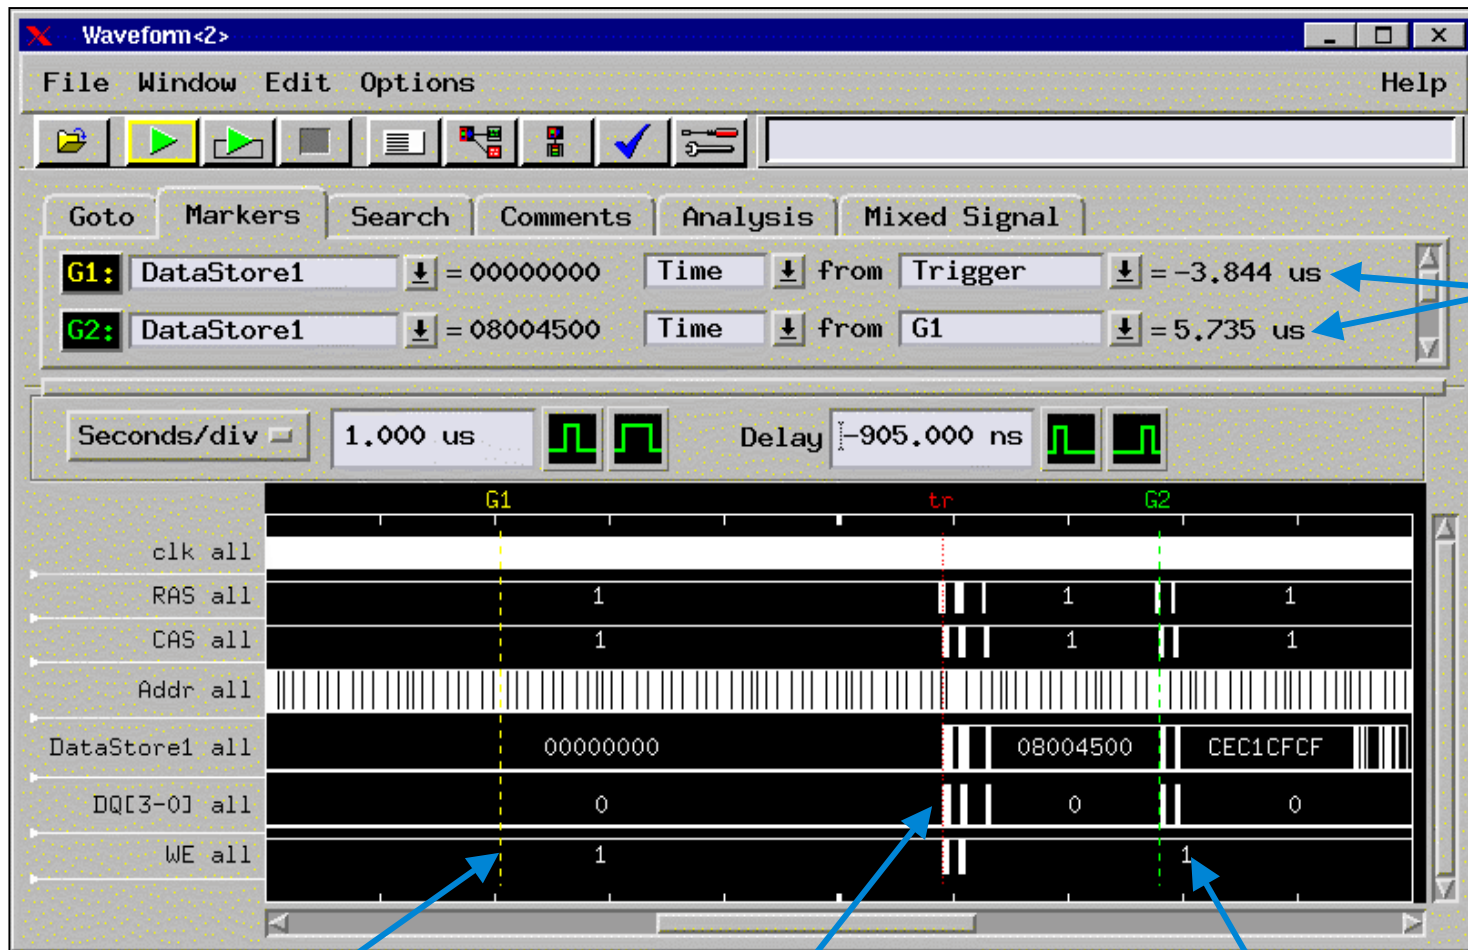 Waveform<2>
File Window Edit Options Help
Goto Markers Search Comments Analysis Mixed Signal
G1: DataStore1 = 00000000 Time from Trigger = -3.844 us
G2: DataStore1 = 08004500 Time from G1 = 5.735 us
Seconds/div 1.000 us Delay -905.000 ns
G1 tr G2
clk all
RAS all 1 1 1
CAS all 1 1 1
Addr all
DataStore1 all 00000000 08004500 CEC1CFCF
DQ[3-0] all 0 0 0
WE all 1 1